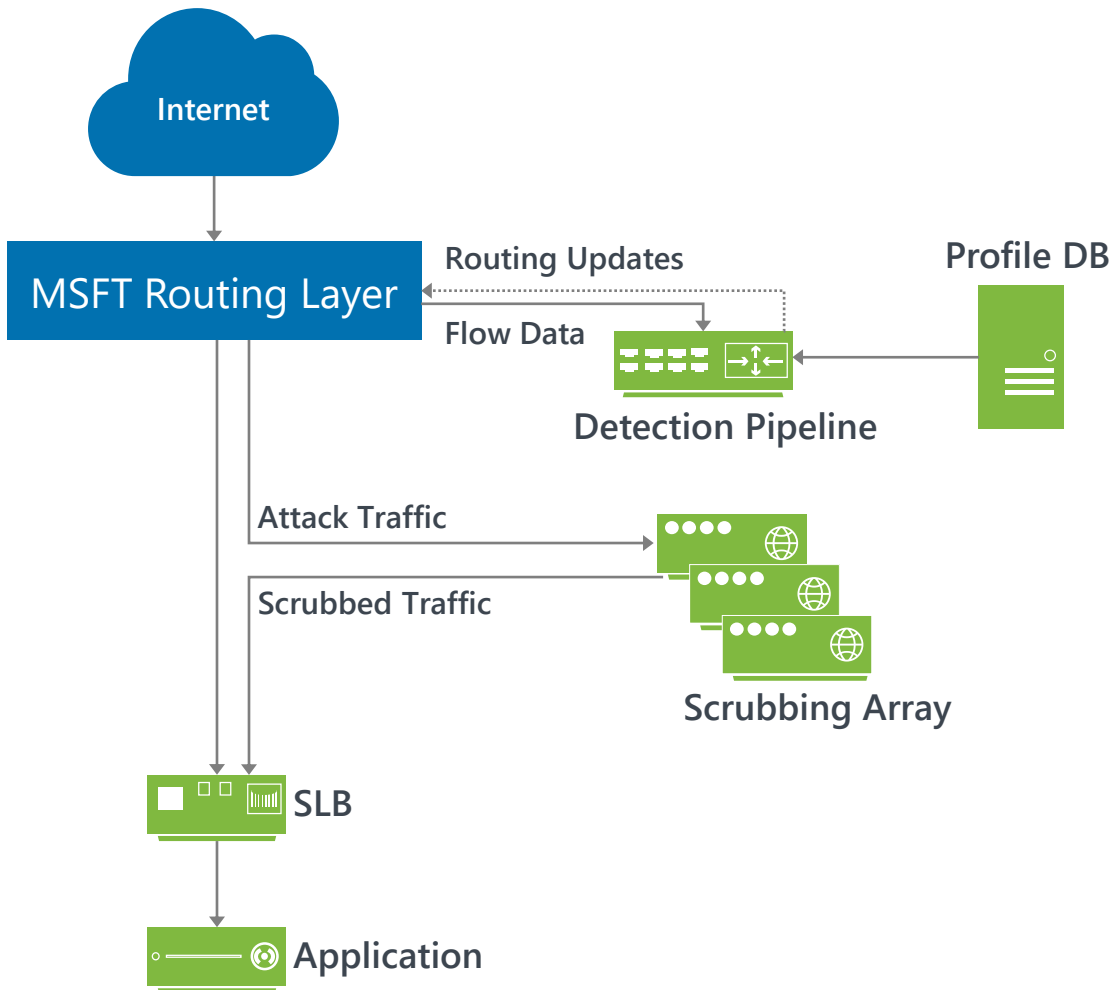 Internet
MSFT Routing Layer
Routing Updates
Flow Data
Profile DB
Detection Pipeline
Attack Traffic
Scrubbed Traffic
Scrubbing Array
SLB
Application